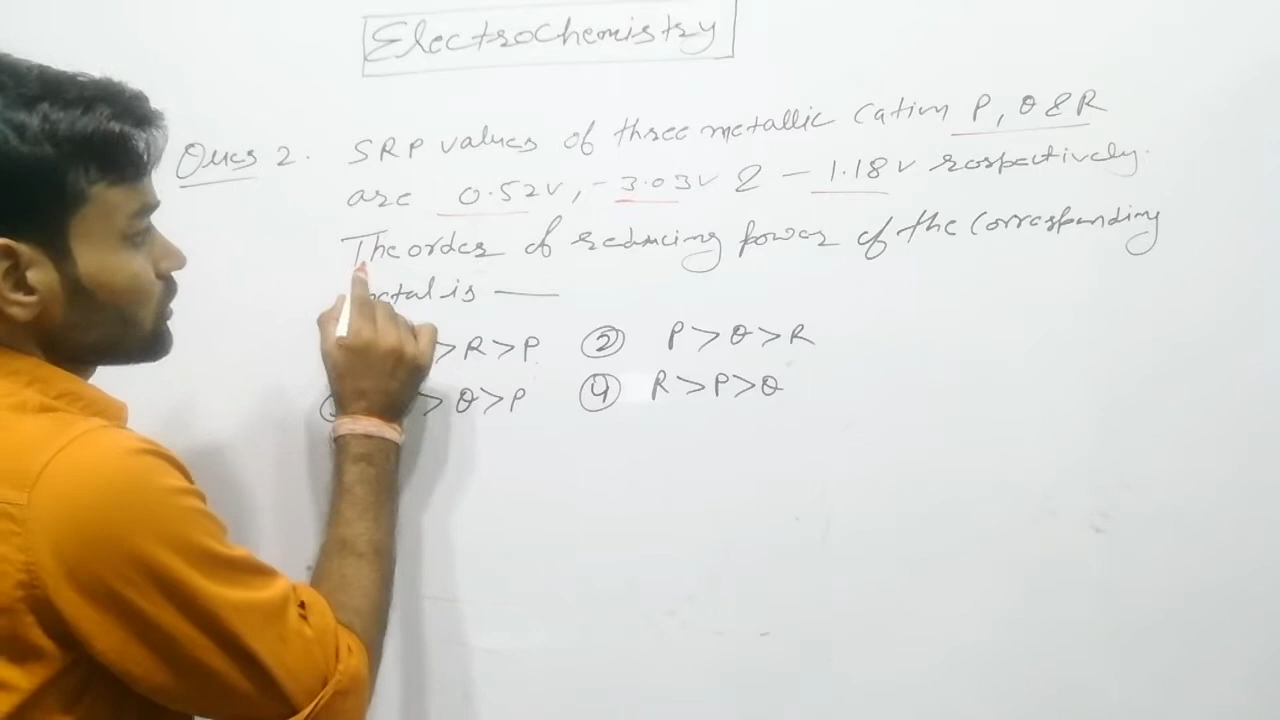 Electrochemistry
Ques 2. SRP values of three metallic cation P, Q & R
are 0.52V, -3.03V & -1.18V respectively.
The order of reducing power of the corresponding
metal is ——
>R>P ② P>Q>R
>Q>P ④ R>P>Q